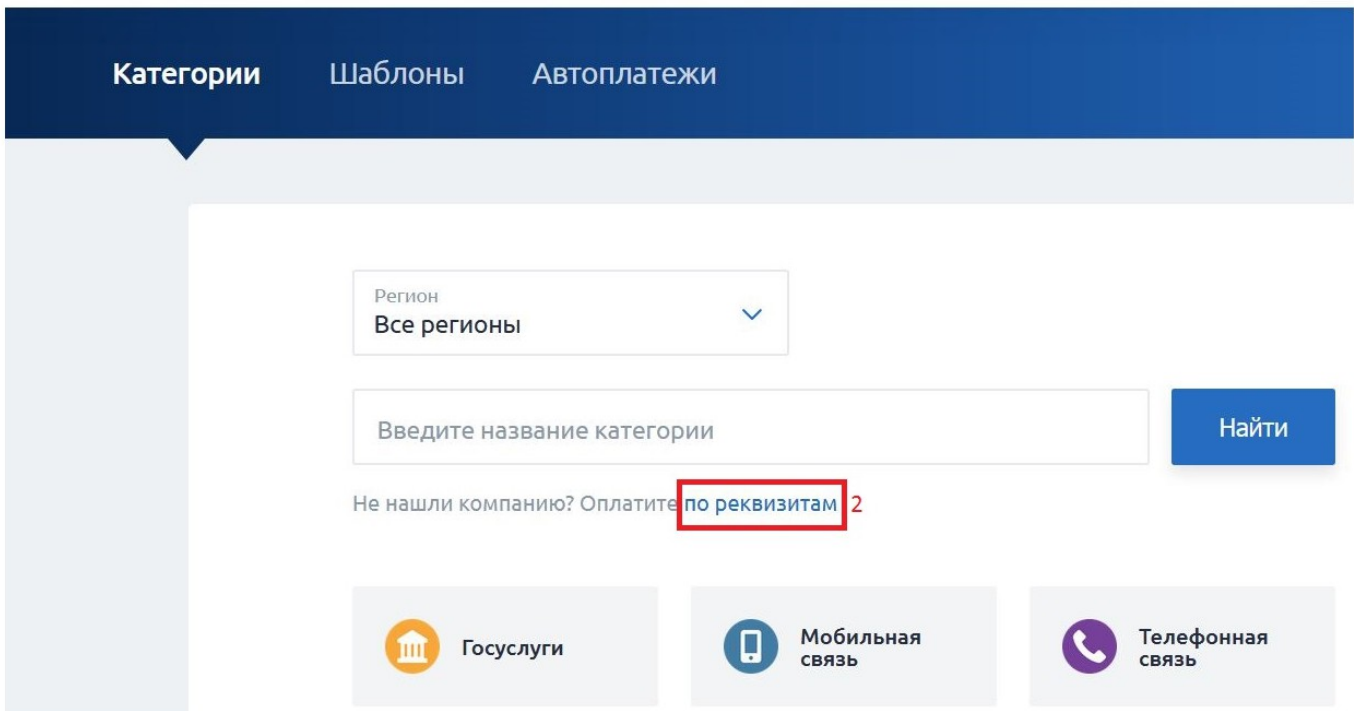 Категории Шаблоны Автоплатежи
Регион
Все регионы
Введите название категории
Найти
Не нашли компанию? Оплатите по реквизитам 2
Госуслуги
Мобильная
связь
Телефонная
связь